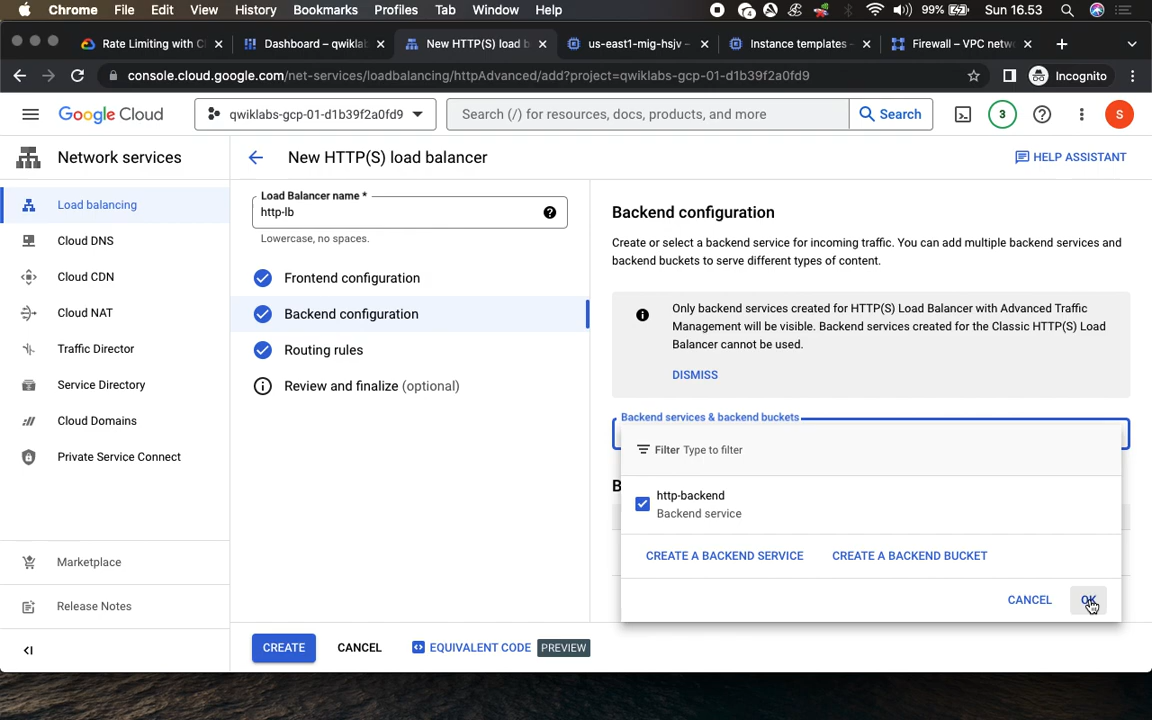 Chrome File Edit View History Bookmarks Profiles Tab Window Help 99% Sun 16.53
Rate Limiting with C
Dashboard – qwiklab
New HTTP(S) load b
us-east1-mig-hsjv -
Instance templates -
Firewall – VPC netw
console.cloud.google.com/net-services/loadbalancing/httpAdvanced/add?project=qwiklabs-gcp-01-d1b39f2a0fd9
Incognito
Google Cloud
qwiklabs-gcp-01-d1b39f2a0fd9
Search (/) for resources, docs, products, and more
Search
3
S
Network services
New HTTP(S) load balancer
HELP ASSISTANT
Load balancing
Cloud DNS
Cloud CDN
Cloud NAT
Traffic Director
Service Directory
Cloud Domains
Private Service Connect
Marketplace
Release Notes
Load Balancer name *
http-lb
Lowercase, no spaces.
Frontend configuration
Backend configuration
Routing rules
Review and finalize (optional)
Backend configuration
Create or select a backend service for incoming traffic. You can add multiple backend services and
backend buckets to serve different types of content.
Only backend services created for HTTP(S) Load Balancer with Advanced Traffic
Management will be visible. Backend services created for the Classic HTTP(S) Load
Balancer cannot be used.
DISMISS
Backend services & backend buckets
Filter Type to filter
B
http-backend
Backend service
CREATE A BACKEND SERVICE
CREATE A BACKEND BUCKET
CANCEL
OK
CREATE
CANCEL
EQUIVALENT CODE
PREVIEW